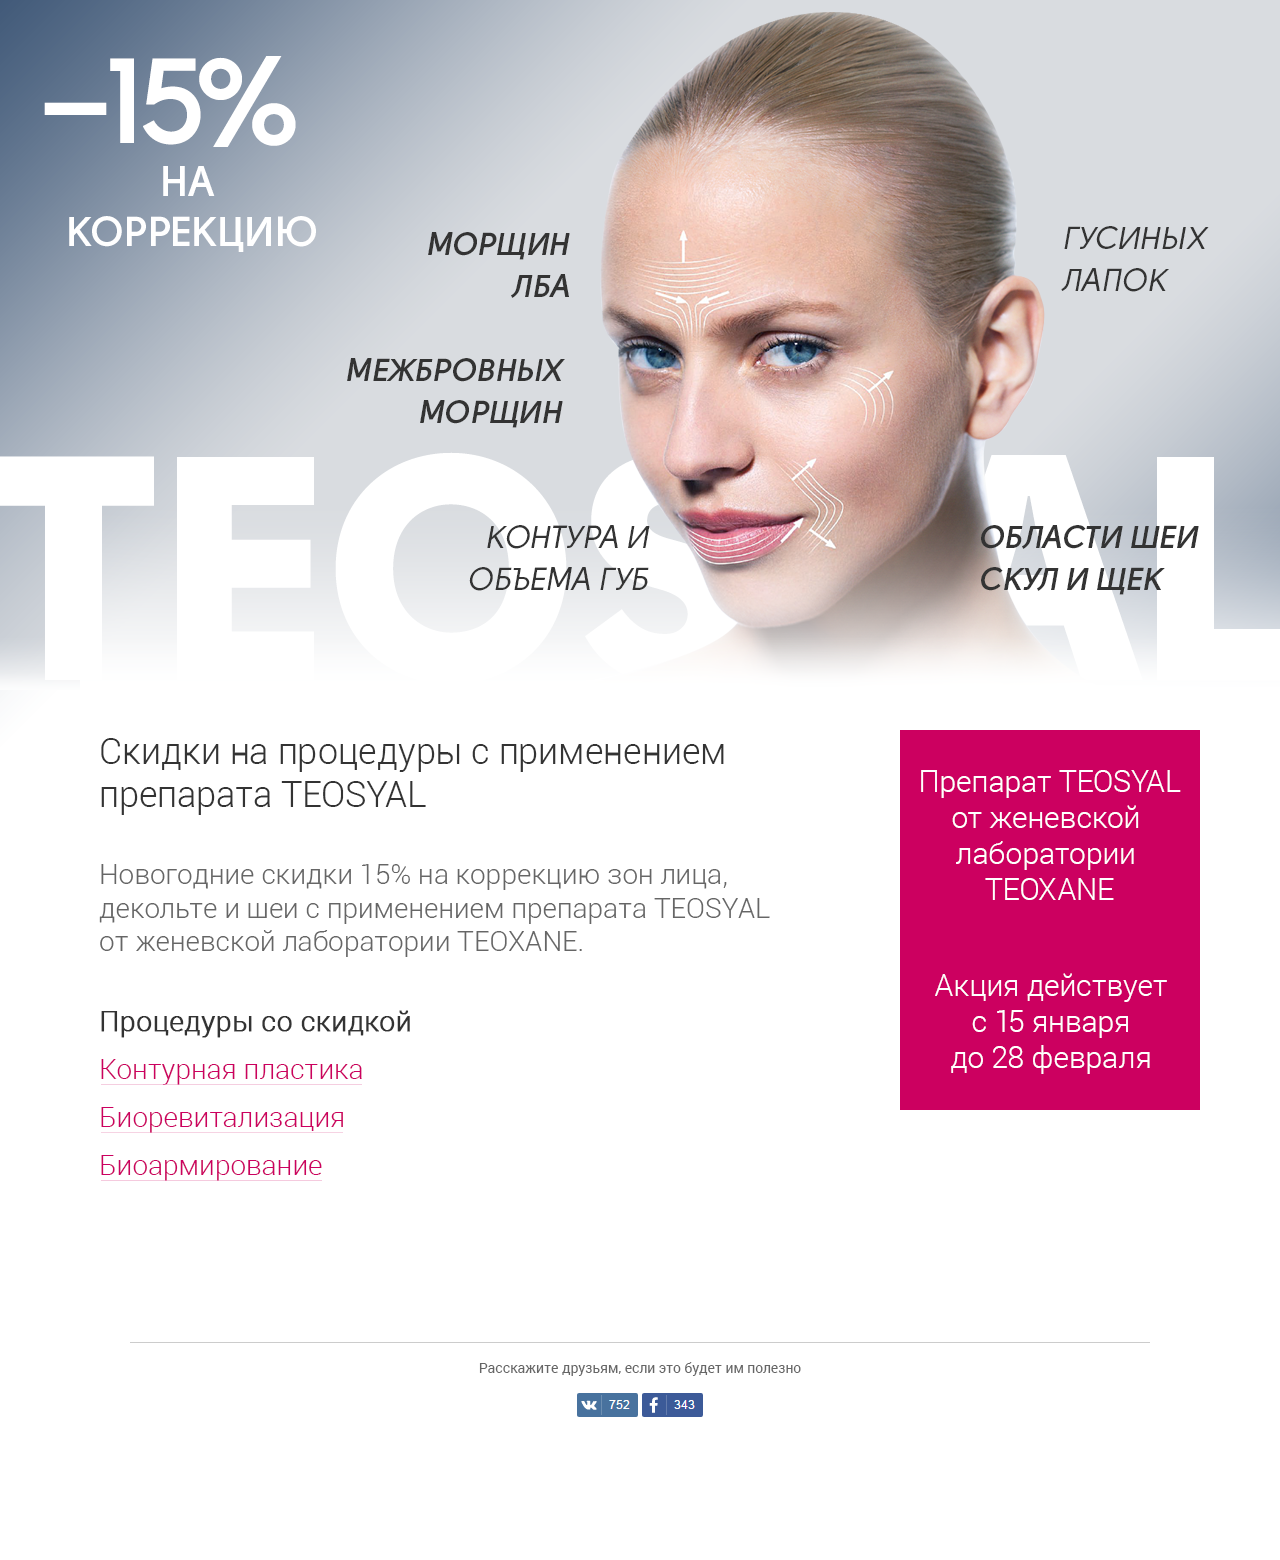 –15%
НА
КОРРЕКЦИЮ
МОРЩИН
ЛБА
ГУСИНЫХ
ЛАПОК
МЕЖБРОВНЫХ
МОРЩИН
TEOSYAL
КОНТУРА И
ОБЪЕМА ГУБ
ОБЛАСТИ ШЕИ
СКУЛ И ЩЕК
Скидки на процедуры с применением
препарата TEOSYAL
Новогодние скидки 15% на коррекцию зон лица,
декольте и шеи с применением препарата TEOSYAL
от женевской лаборатории TEOXANE.
Процедуры со скидкой
Контурная пластика
Биоревитализация
Биоармирование
Препарат TEOSYAL
от женевской
лаборатории
TEOXANE
Акция действует
с 15 января
до 28 февраля
Расскажите друзьям, если это будет им полезно
752
343